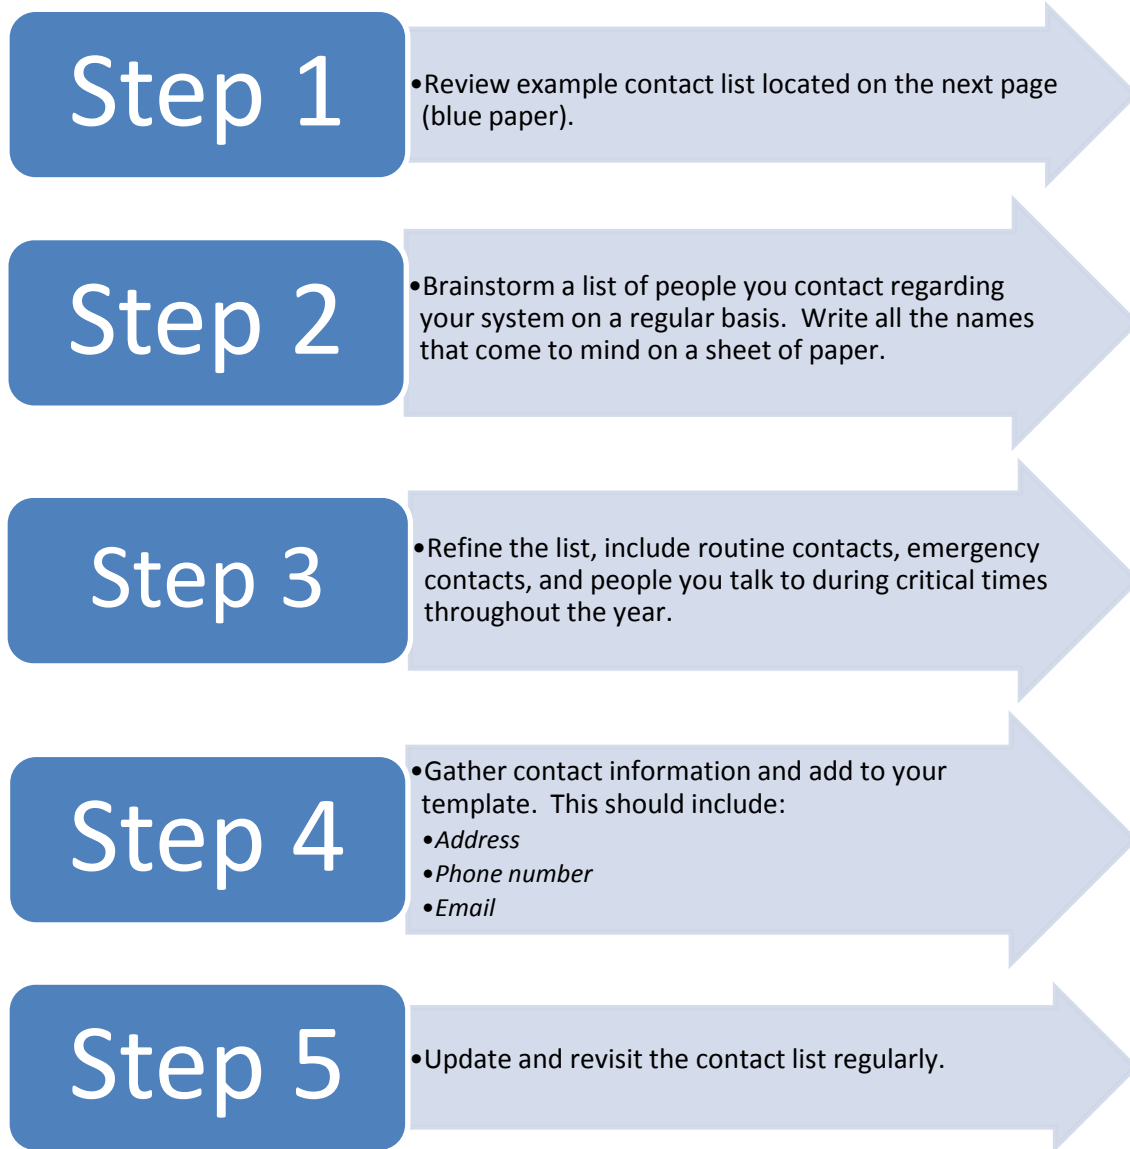 Step 1
•Review example contact list located on the next page
(blue paper).
Step 2
•Brainstorm a list of people you contact regarding
your system on a regular basis.  Write all the names
that come to mind on a sheet of paper.
Step 3
•Refine the list, include routine contacts, emergency
contacts, and people you talk to during critical times
throughout the year.
Step 4
•Gather contact information and add to your
template.  This should include:
•Address
•Phone number
•Email
Step 5
•Update and revisit the contact list regularly.